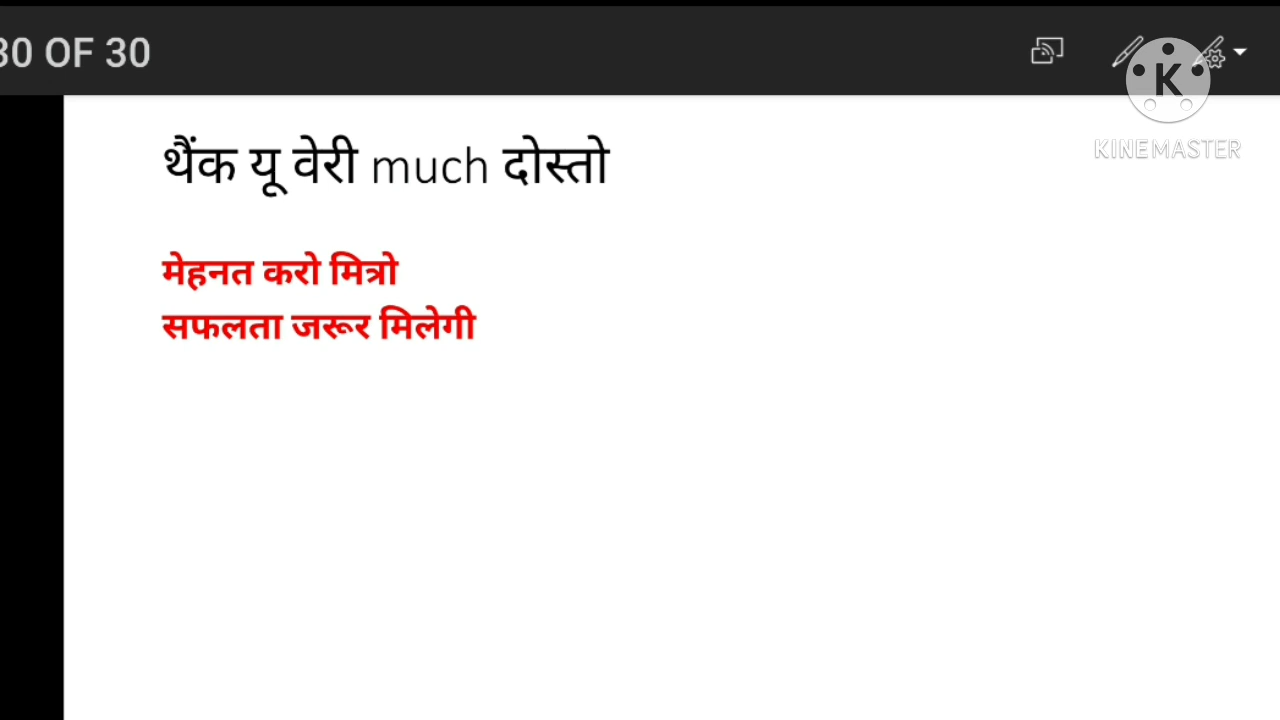 30 OF 30
K
KINEMASTER
थैंक यू वेरी much दोस्तो
मेहनत करो मित्रो
सफलता जरूर मिलेगी